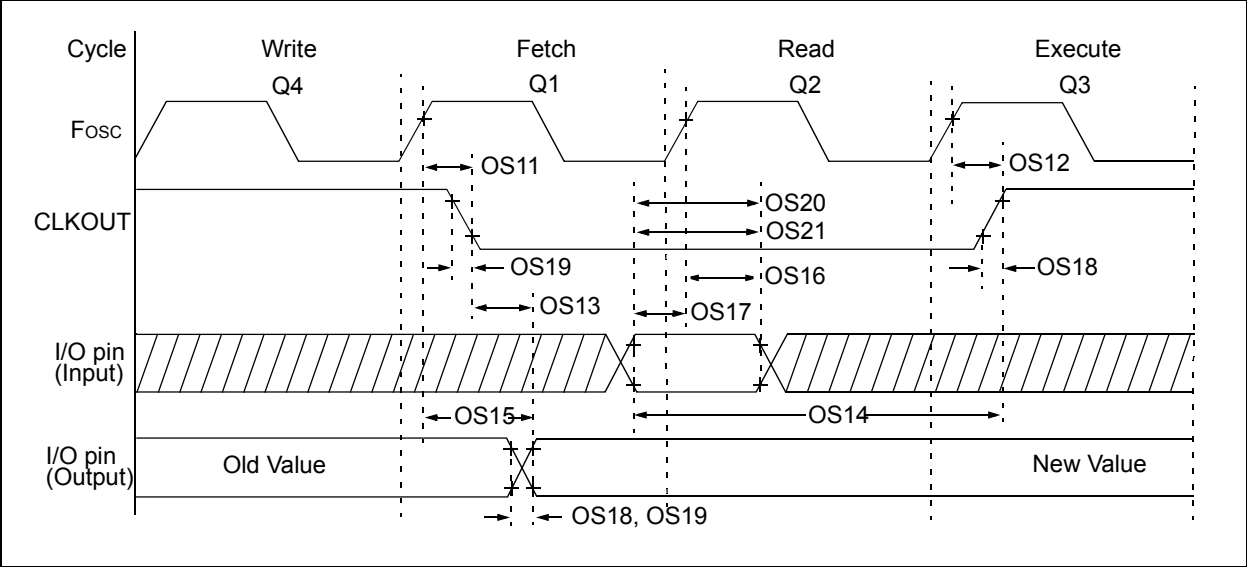 Cycle Write Fetch Read Execute
Q4 Q1 Q2 Q3
Fosc
OS11 OS12
OS20
CLKOUT
OS21
OS19 OS16 OS18
OS13 OS17
I/O pin
(Input)
OS15 OS14
I/O pin
(Output)
Old Value New Value
OS18, OS19